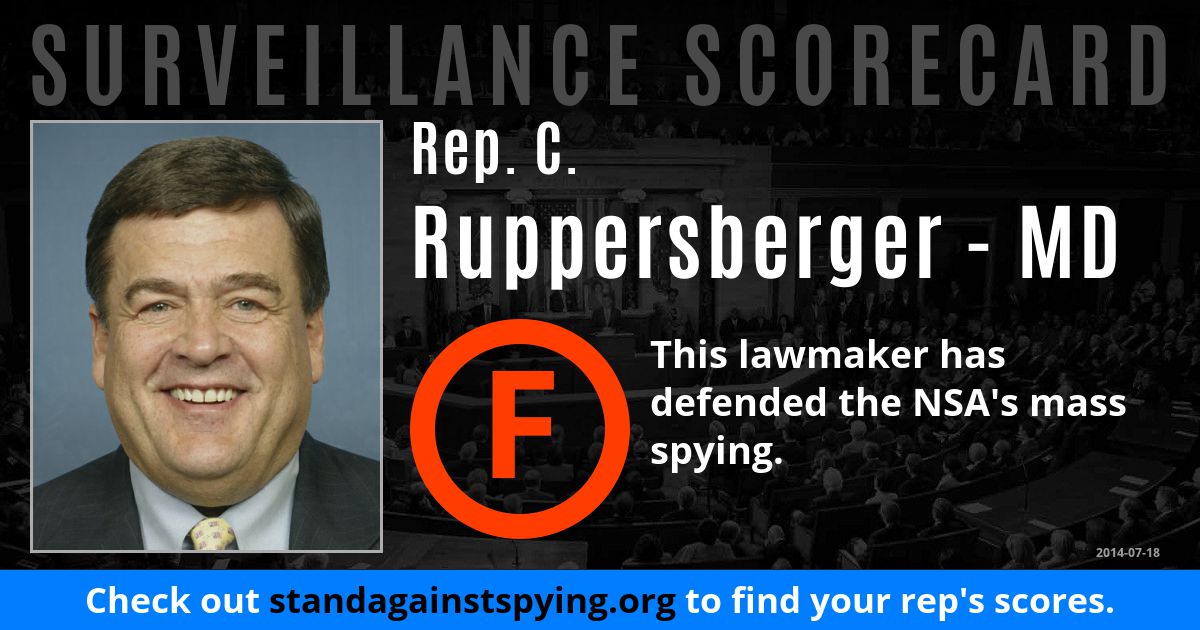 SURVEILLANCE SCORECARD
Rep. C.
Ruppersberger - MD
F
This lawmaker has
defended the NSA's mass
spying.
2014-07-18
Check out standagainstspying.org to find your rep's scores.